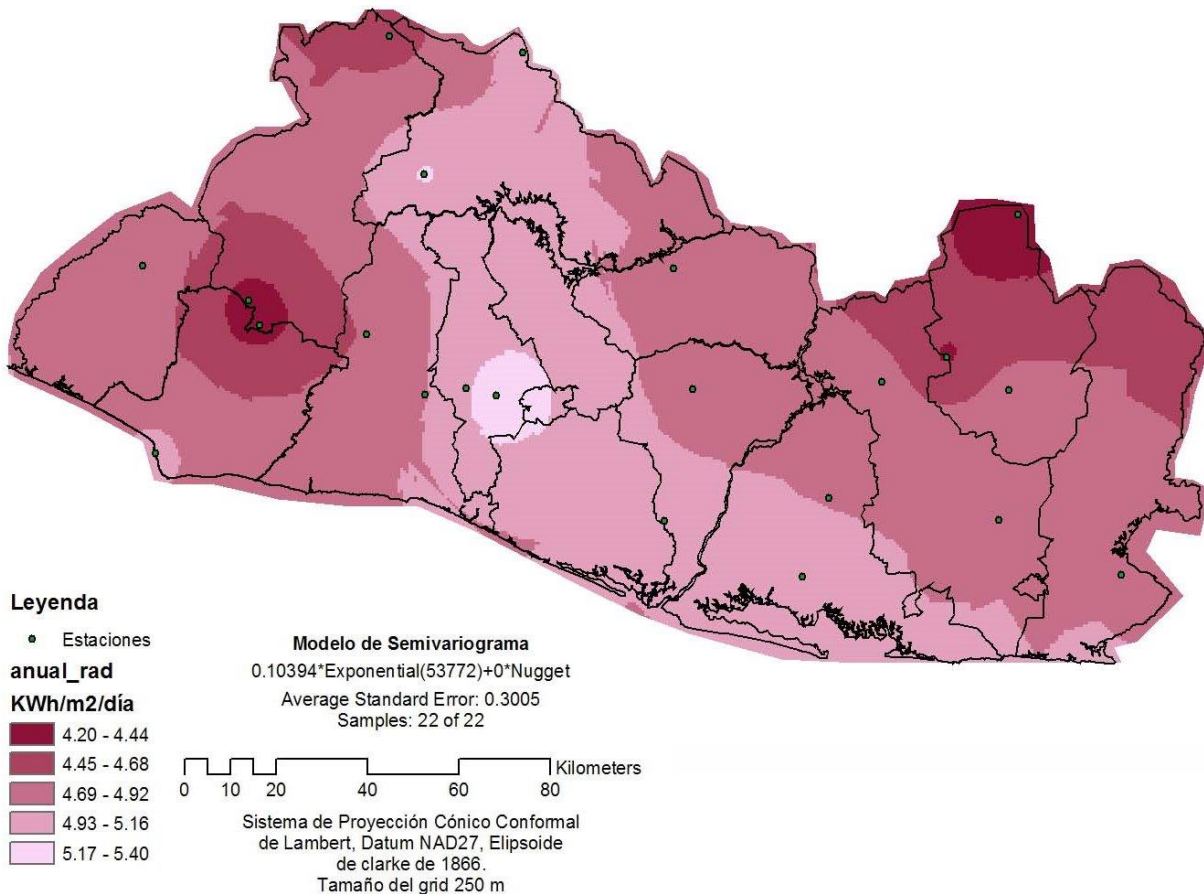 Leyenda
Estaciones
anual_rad
KWh/m2/día
4.20 - 4.44
4.45 - 4.68
4.69 - 4.92
4.93 - 5.16
5.17 - 5.40
Modelo de Semivariograma
0.10394*Exponential(53772)+0*Nugget
Average Standard Error: 0.3005
Samples: 22 of 22
Kilometers
0 10 20 40 60 80
Sistema de Proyección Cónico Conformal
de Lambert, Datum NAD27, Elipsoide
de clarke de 1866.
Tamaño del grid 250 m